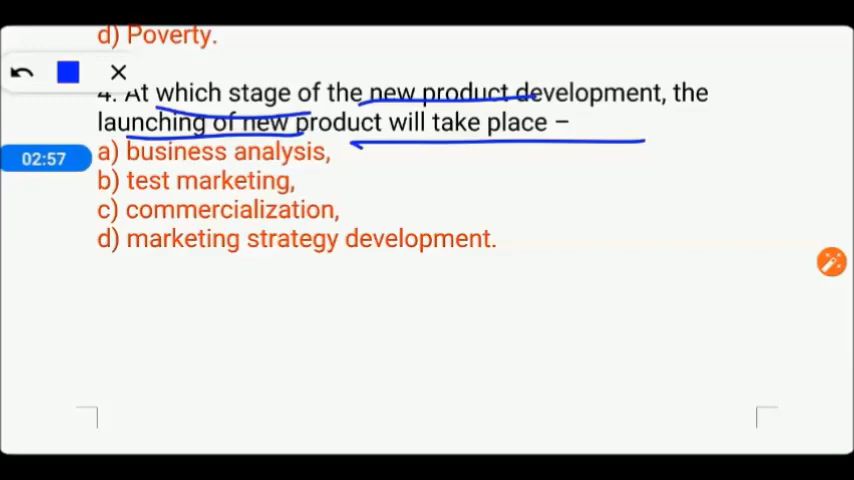 d) Poverty.
4. At which stage of the new product development, the
launching of new product will take place –
02:57
a) business analysis,
b) test marketing,
c) commercialization,
d) marketing strategy development.